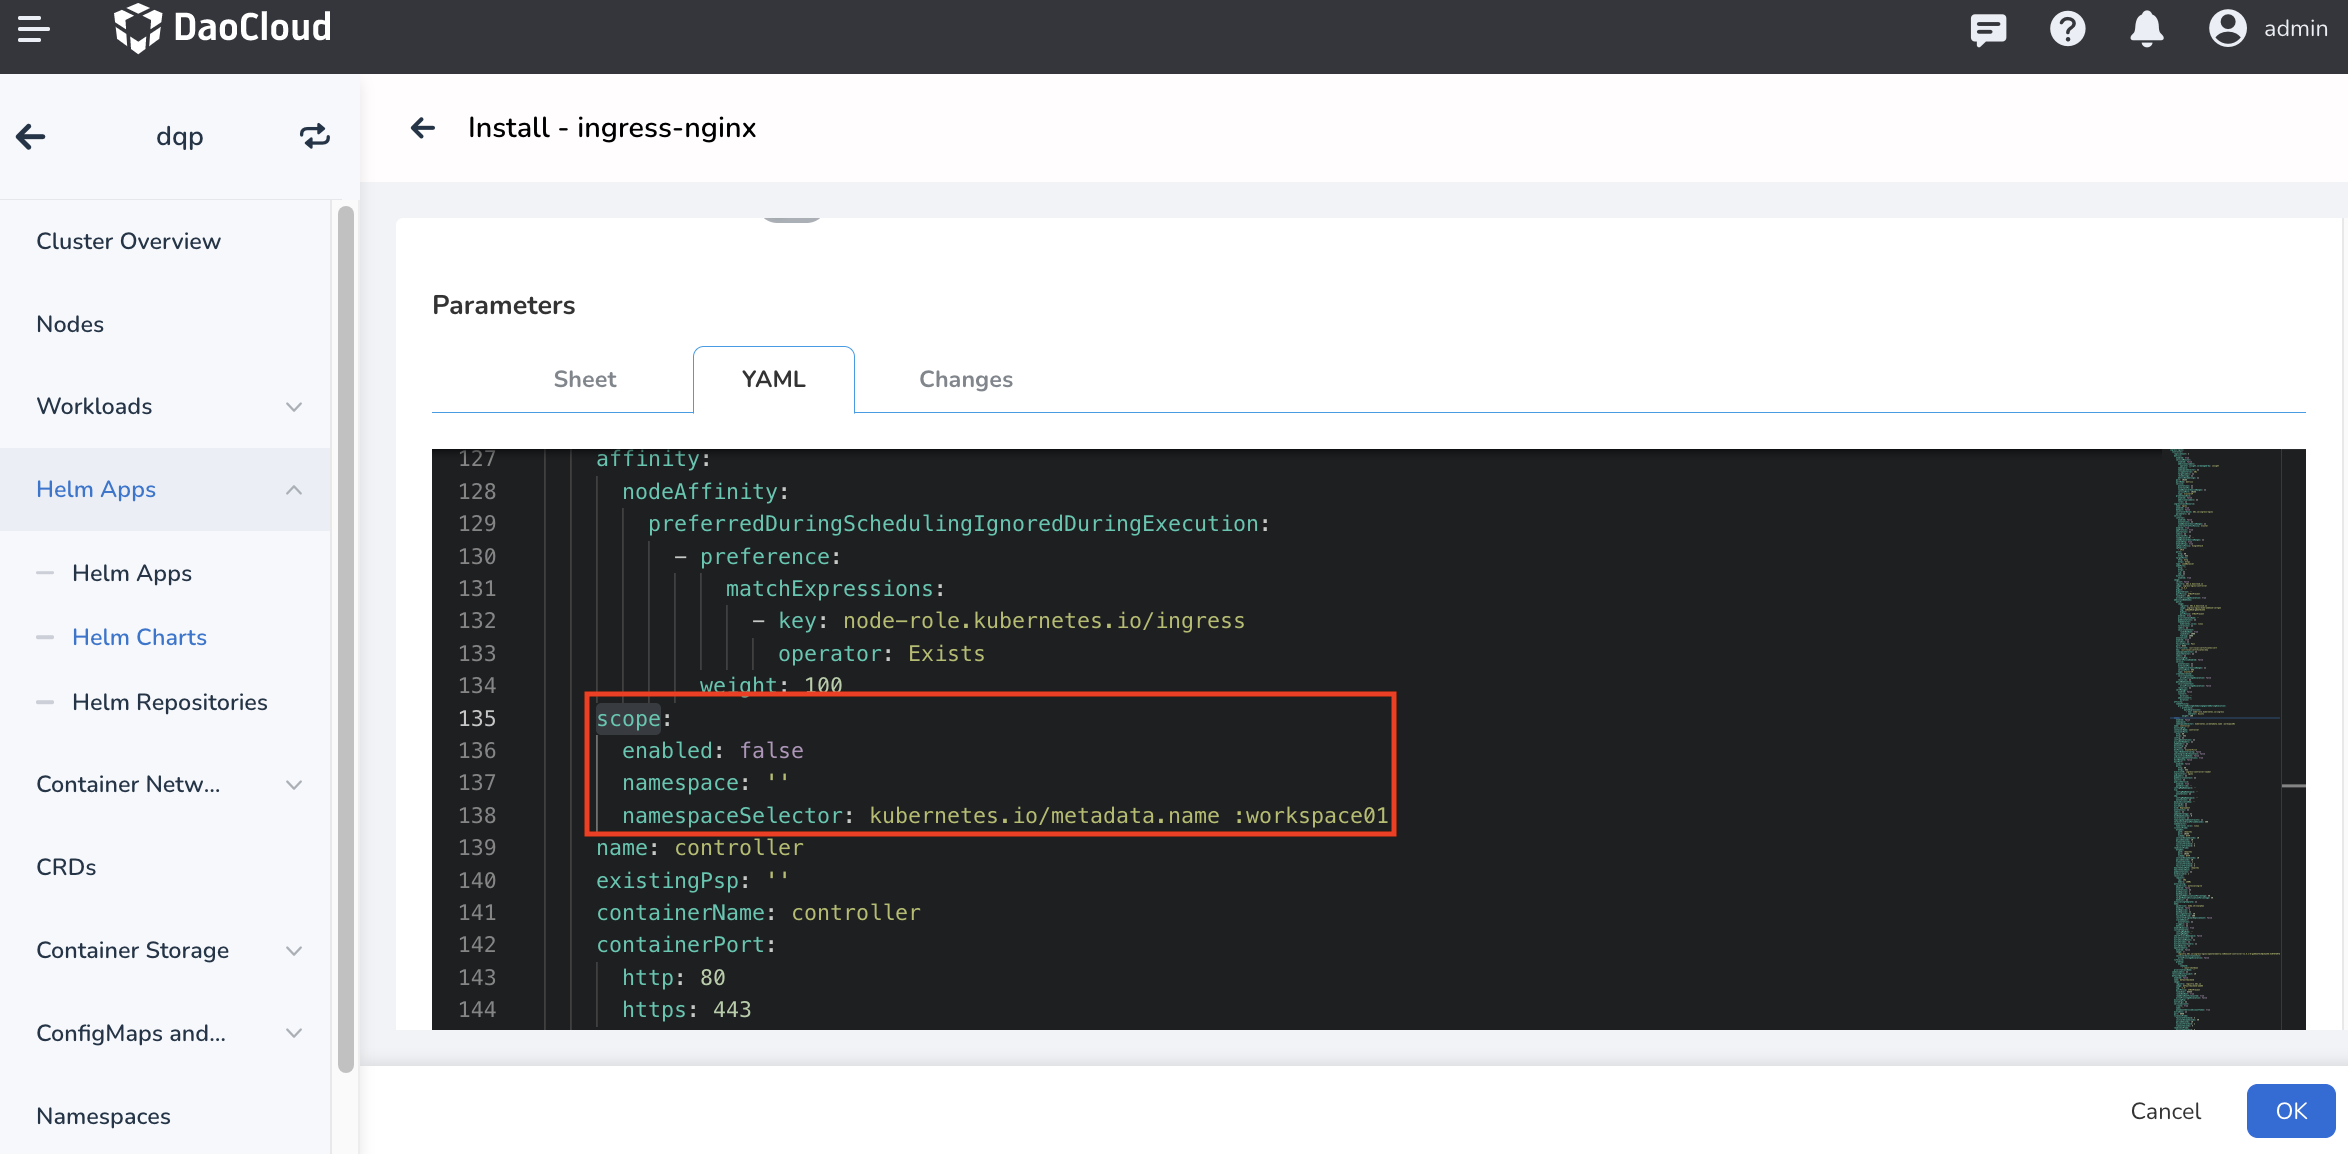 DaoCloud
admin
dqp
Install - ingress-nginx
Cluster Overview
Nodes
Workloads
Helm Apps
Helm Apps
Helm Charts
Helm Repositories
Container Netw...
CRDs
Container Storage
ConfigMaps and...
Namespaces
Parameters
Sheet
YAML
Changes
127 affinity:
128 nodeAffinity:
129 preferredDuringSchedulingIgnoredDuringExecution:
130 - preference:
131 matchExpressions:
132 - key: node-role.kubernetes.io/ingress
133 operator: Exists
134 weight: 100
135 scope:
136 enabled: false
137 namespace: ''
138 namespaceSelector: kubernetes.io/metadata.name :workspace01
139 name: controller
140 existingPsp: ''
141 containerName: controller
142 containerPort:
143 http: 80
144 https: 443
Cancel
OK